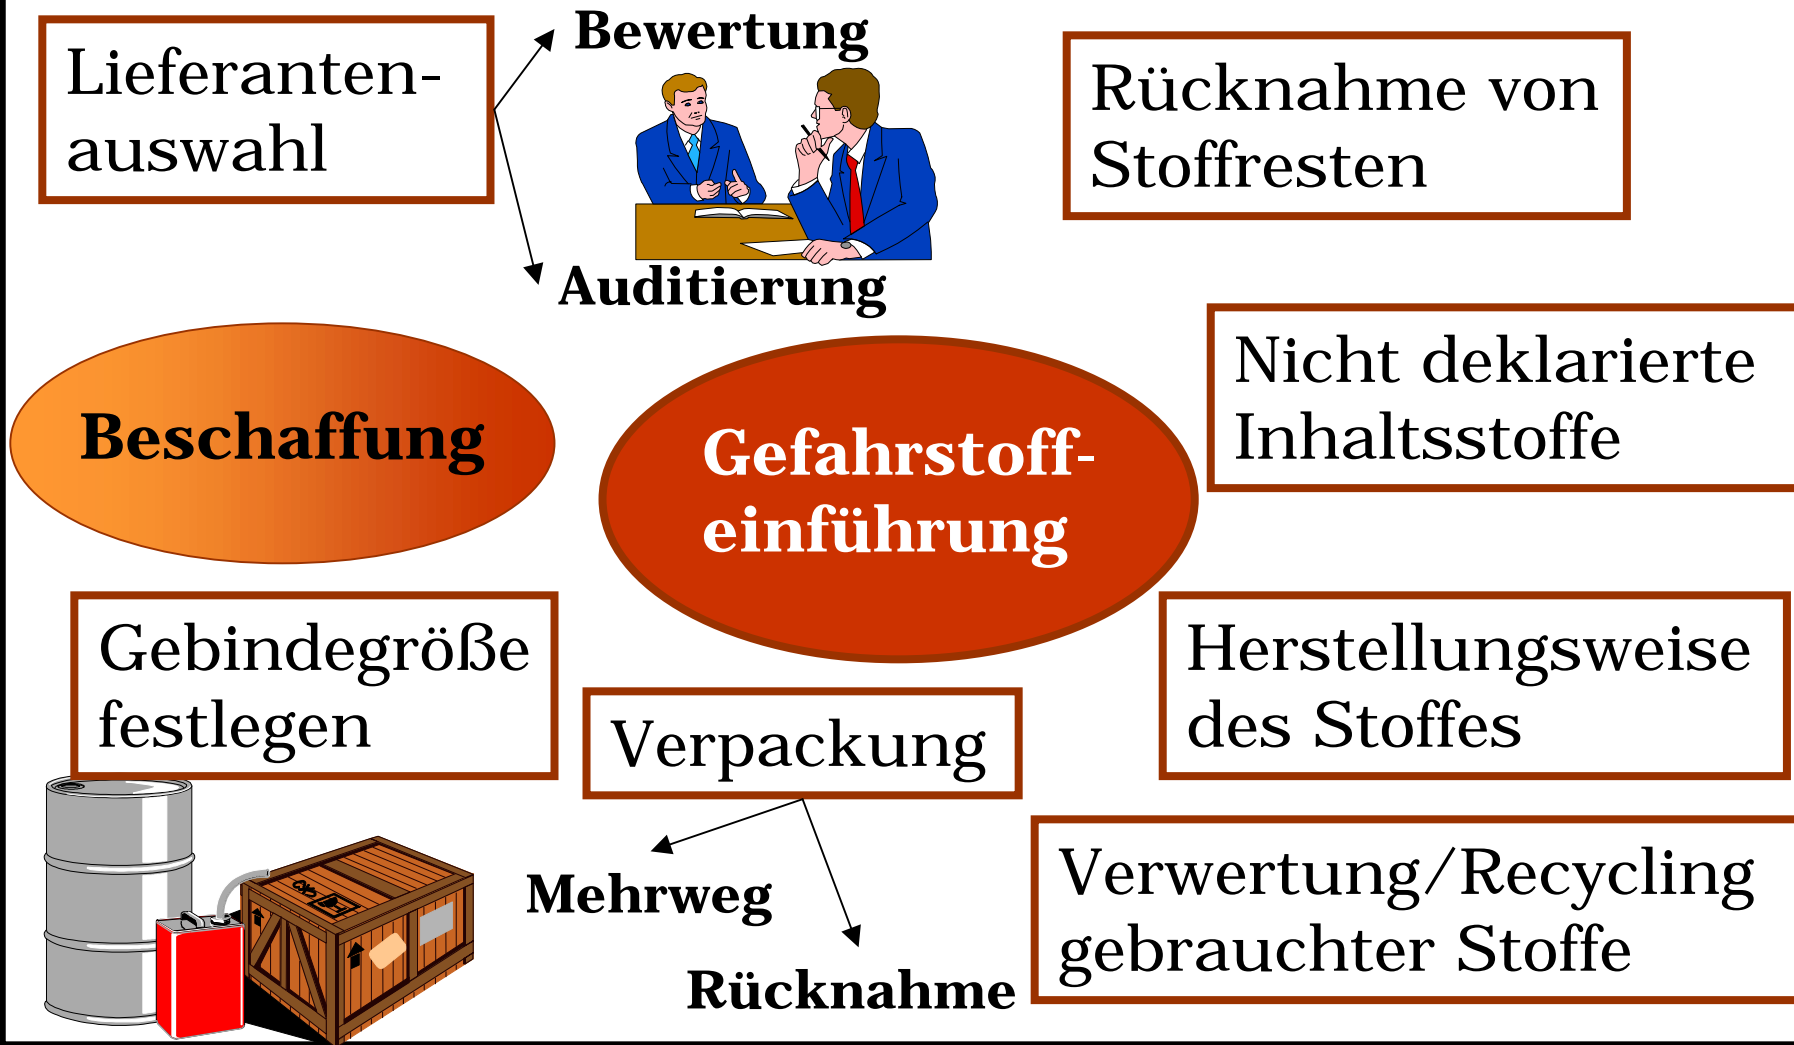 Lieferanten-
auswahl
Bewertung
Auditierung
Rücknahme von
Stoffresten
Beschaffung
Gefahrstoff-
einführung
Nicht deklarierte
Inhaltsstoffe
Gebindegröße
festlegen
Verpackung
Mehrweg
Rücknahme
Herstellungsweise
des Stoffes
Verwertung/Recycling
gebrauchter Stoffe